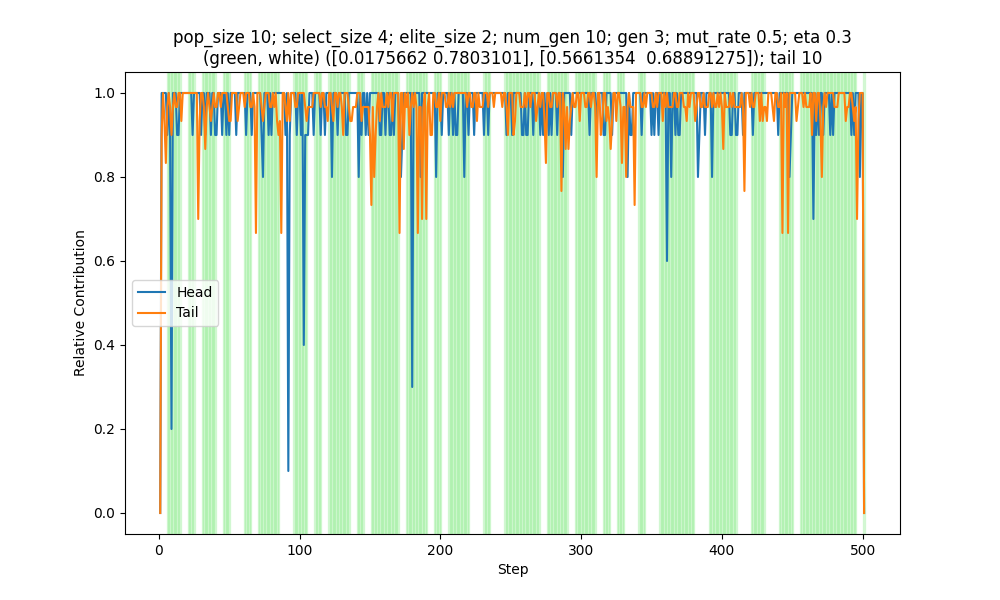 pop_size 10; select_size 4; elite_size 2; num_gen 10; gen 3; mut_rate 0.5; eta 0.3
(green, white) ([0.0175662 0.7803101], [0.5661354  0.68891275]); tail 10
1.0
0.8
0.6
0.4
0.2
0.0
Relative Contribution
Head
Tail
0
100
200
300
400
500
Step